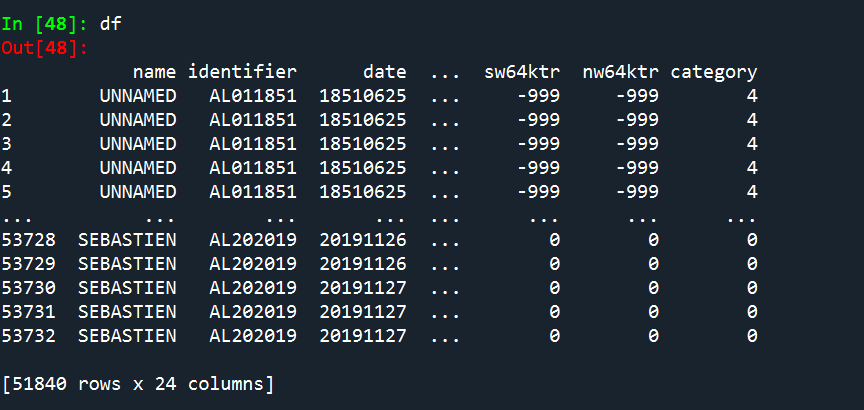 In [48]: df
Out[48]:
name identifier date ... sw64ktr nw64ktr category
1 UNNAMED AL011851 18510625 ... -999 -999 4
2 UNNAMED AL011851 18510625 ... -999 -999 4
3 UNNAMED AL011851 18510625 ... -999 -999 4
4 UNNAMED AL011851 18510625 ... -999 -999 4
5 UNNAMED AL011851 18510625 ... -999 -999 4
... ... ... ... ... ... ... ...
53728 SEBASTIEN AL202019 20191126 ... 0 0 0
53729 SEBASTIEN AL202019 20191126 ... 0 0 0
53730 SEBASTIEN AL202019 20191127 ... 0 0 0
53731 SEBASTIEN AL202019 20191127 ... 0 0 0
53732 SEBASTIEN AL202019 20191127 ... 0 0 0
[51840 rows x 24 columns]